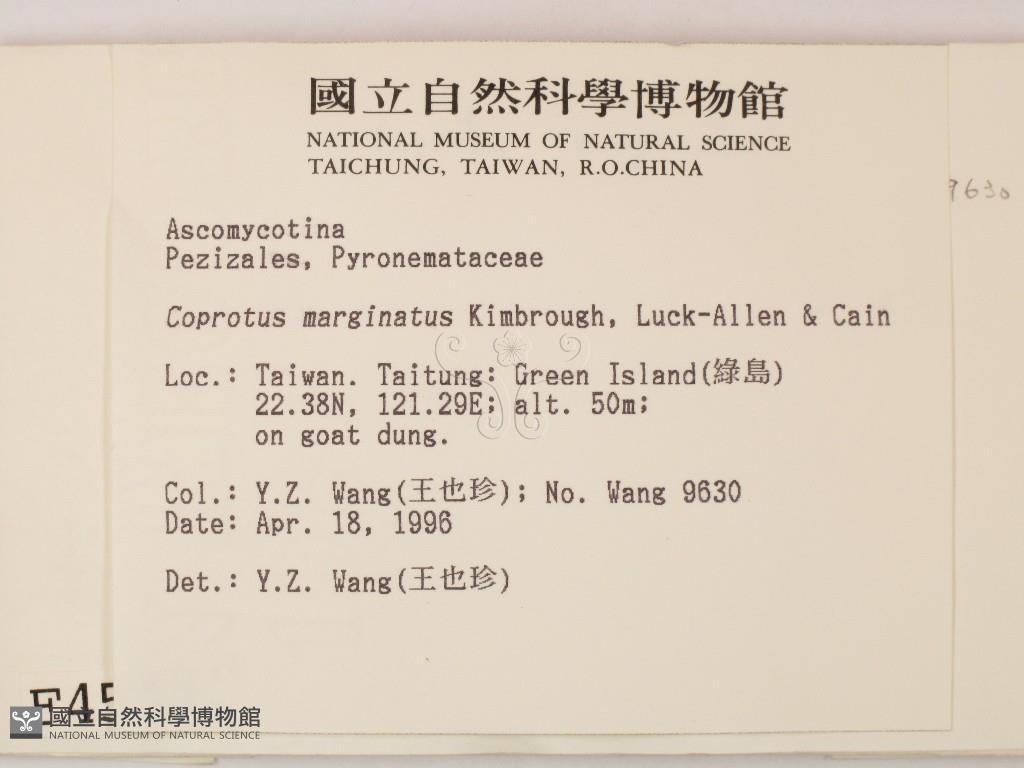 國立自然科學博物館
NATIONAL MUSEUM OF NATURAL SCIENCE
TAICHUNG, TAIWAN, R.O.CHINA
9630
Ascomycotina
Pezizales, Pyronemataceae
Coprotus marginatus Kimbrough, Luck-Allen & Cain
Loc.: Taiwan. Taitung: Green Island(綠島)
22.38N, 121.29E; alt. 50m;
on goat dung.
Col.: Y.Z. Wang(王也珍); No. Wang 9630
Date: Apr. 18, 1996
Det.: Y.Z. Wang(王也珍)
國立自然科學博物館
NATIONAL MUSEUM OF NATURAL SCIENCE